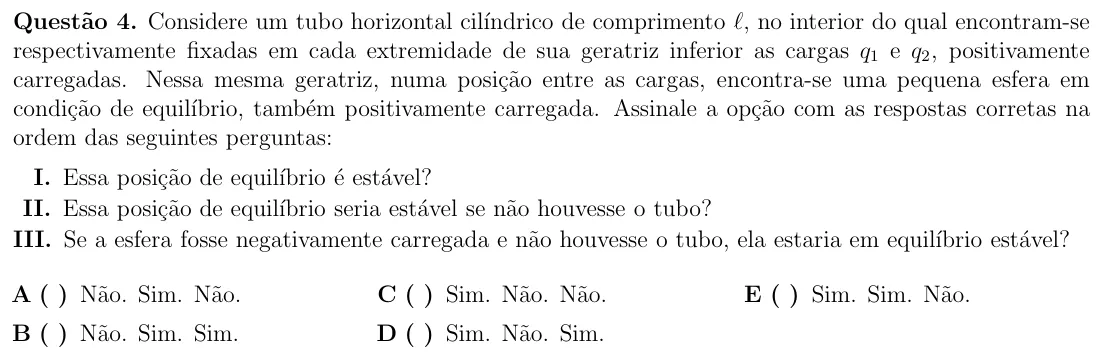 Questão 4. Considere um tubo horizontal cilíndrico de comprimento ℓ, no interior do qual encontram-se
respectivamente fixadas em cada extremidade de sua geratriz inferior as cargas q₁ e q₂, positivamente
carregadas. Nessa mesma geratriz, numa posição entre as cargas, encontra-se uma pequena esfera em
condição de equilíbrio, também positivamente carregada. Assinale a opção com as respostas corretas na
ordem das seguintes perguntas:
I. Essa posição de equilíbrio é estável?
II. Essa posição de equilíbrio seria estável se não houvesse o tubo?
III. Se a esfera fosse negativamente carregada e não houvesse o tubo, ela estaria em equilíbrio estável?
A ( ) Não. Sim. Não. C ( ) Sim. Não. Não. E ( ) Sim. Sim. Não.
B ( ) Não. Sim. Sim. D ( ) Sim. Não. Sim.